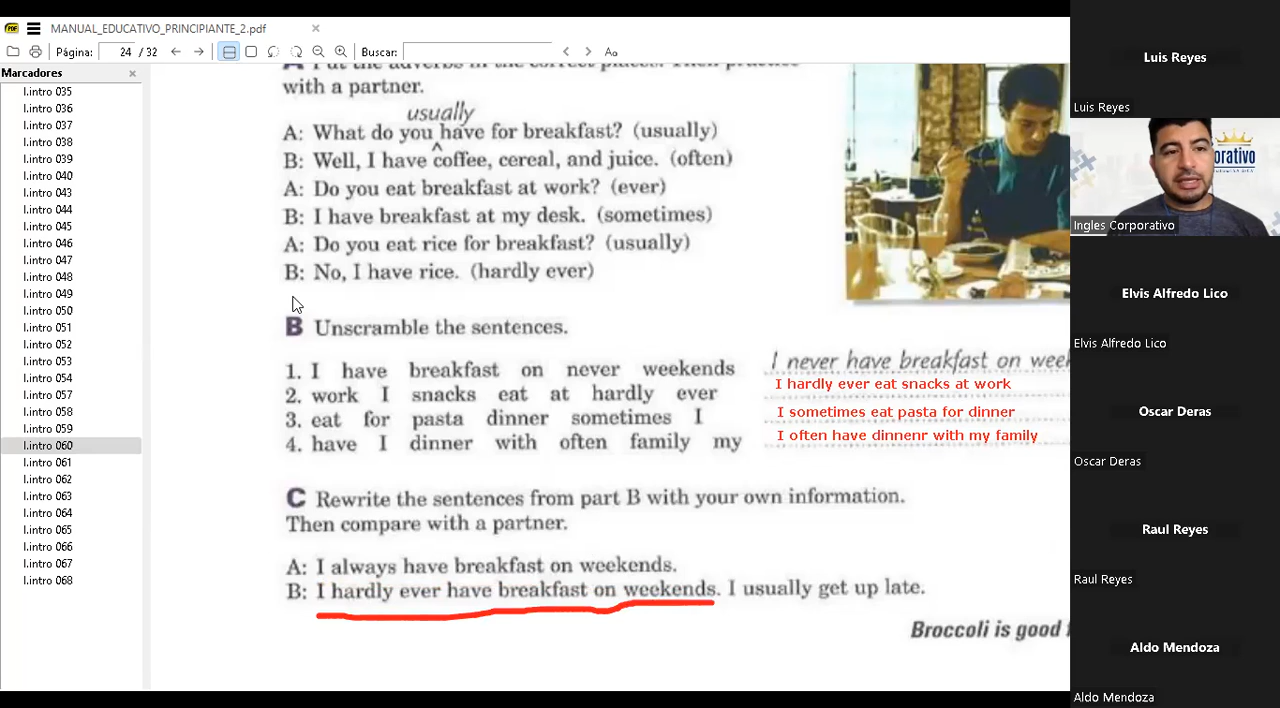 MANUAL_EDUCATIVO_PRINCIPIANTE_2.pdf
Página: 24 / 32 Buscar:
Marcadores
I.intro 035
I.intro 036
I.intro 037
I.intro 038
I.intro 039
I.intro 040
I.intro 043
I.intro 044
I.intro 045
I.intro 046
I.intro 047
I.intro 048
I.intro 049
I.intro 050
I.intro 051
I.intro 052
I.intro 053
I.intro 054
I.intro 057
I.intro 058
I.intro 059
I.intro 060
I.intro 061
I.intro 062
I.intro 063
I.intro 064
I.intro 065
I.intro 066
I.intro 067
I.intro 068
A Put the adverbs in the correct places. Then practice
with a partner.
usually
A: What do you have for breakfast? (usually)
B: Well, I have coffee, cereal, and juice. (often)
A: Do you eat breakfast at work? (ever)
B: I have breakfast at my desk. (sometimes)
A: Do you eat rice for breakfast? (usually)
B: No, I have rice. (hardly ever)
B Unscramble the sentences.
1. I have breakfast on never weekends I never have breakfast on week
2. work I snacks eat at hardly ever I hardly ever eat snacks at work
3. eat for pasta dinner sometimes I I sometimes eat pasta for dinner
4. have I dinner with often family my I often have dinnenr with my family
C Rewrite the sentences from part B with your own information.
Then compare with a partner.
A: I always have breakfast on weekends.
B: I hardly ever have breakfast on weekends. I usually get up late.
Broccoli is good
Luis Reyes
Luis Reyes
orativo
Ingles Corporativo
Elvis Alfredo Lico
Elvis Alfredo Lico
Oscar Deras
Oscar Deras
Raul Reyes
Raul Reyes
Aldo Mendoza
Aldo Mendoza